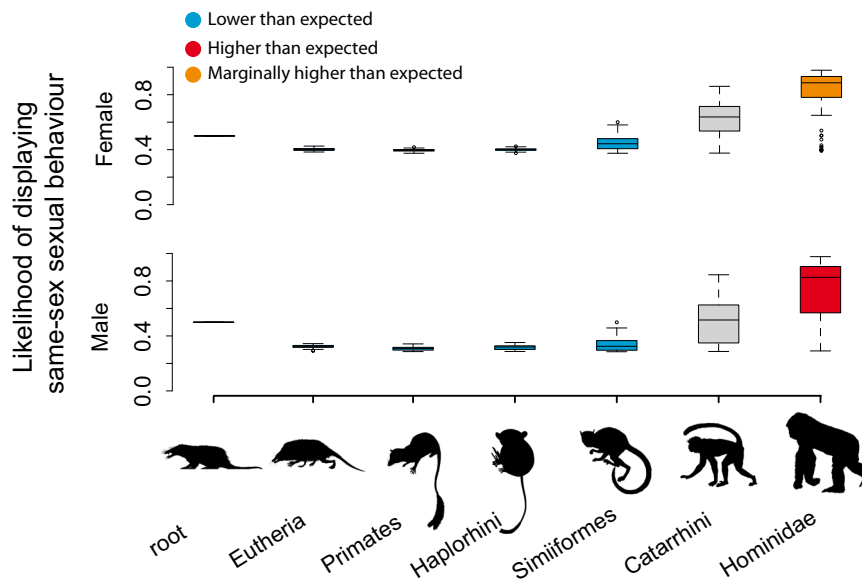 Lower than expected
Higher than expected
Marginally higher than expected
Likelihood of displaying
same-sex sexual behaviour
Female
0.8
0.4
0.0
Male
0.8
0.4
0.0
root
Eutheria
Primates
Haplorhini
Simiiformes
Catarrhini
Hominidae